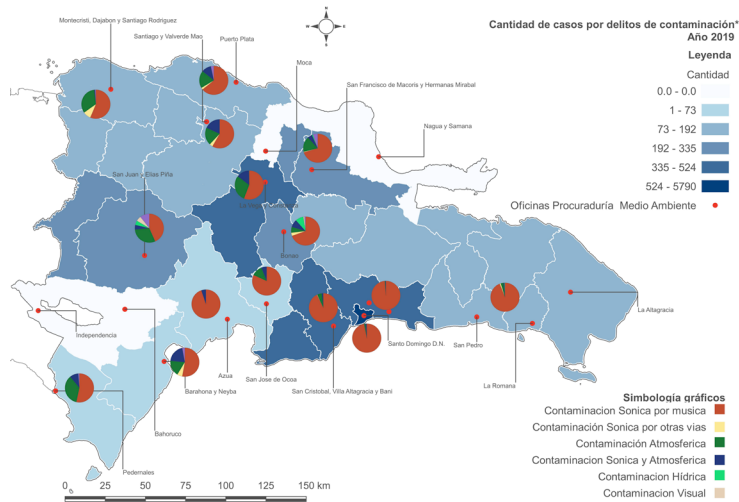 Cantidad de casos por delitos de contaminación*
Año 2019
Leyenda
Cantidad
0.0 - 0.0
1 - 73
73 - 192
192 - 335
335 - 524
524 - 5790
Oficinas Procuraduría Medio Ambiente
Montecristi, Dajabon y Santiago Rodriguez
Santiago y Valverde Mao
Puerto Plata
Moca
San Francisco de Macoris y Hermanas Mirabal
Nagua y Samana
San Juan y Elias Piña
Bonao
La Altagracia
Independencia
Azua
San Jose de Ocoa
Santo Domingo D.N.
San Pedro
La Romana
Barahona y Neyba
San Cristobal, Villa Altagracia y Bani
Bahoruco
Pedernales
Simbología gráficos
Contaminacion Sonica por musica
Contaminación Sonica por otras vias
Contaminación Atmosferica
Contaminacion Sonica y Atmosferica
Contaminacion Hídrica
Contaminacion Visual
0 25 50 75 100 150 km